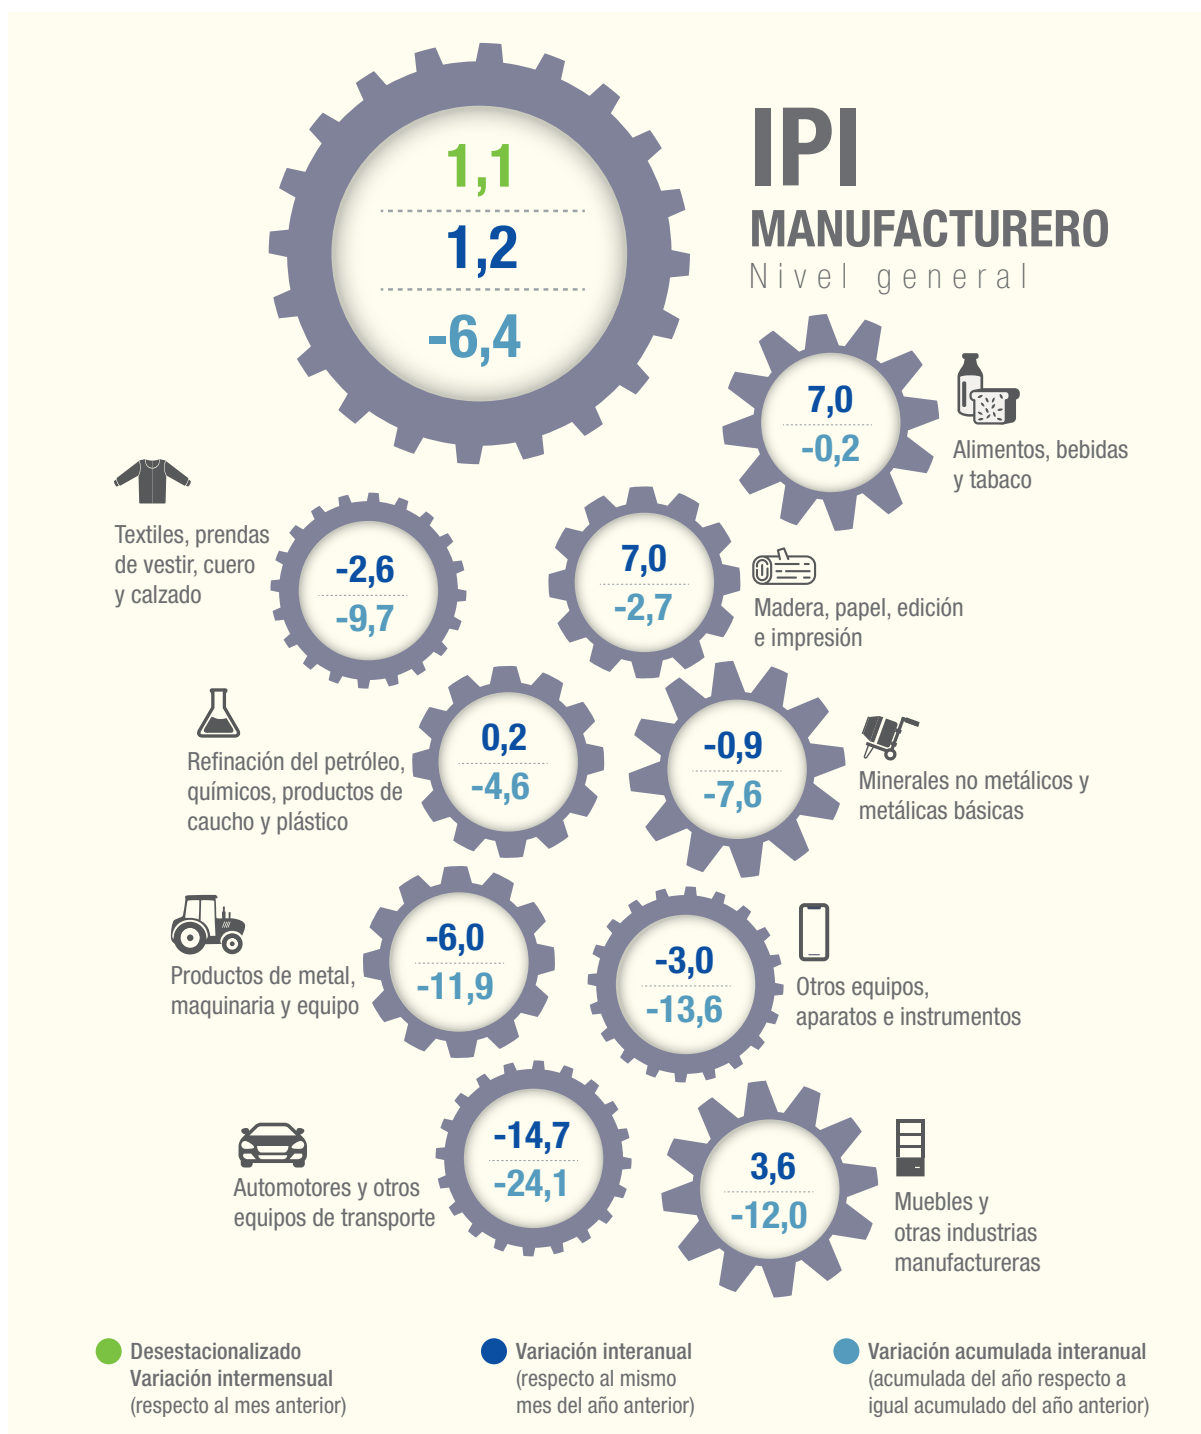 IPI
MANUFACTURERO
Nivel general
1,1
1,2
-6,4
7,0
-0,2
Alimentos, bebidas
y tabaco
Textiles, prendas
de vestir, cuero
y calzado
-2,6
-9,7
7,0
-2,7
Madera, papel, edición
e impresión
Refinación del petróleo,
químicos, productos de
caucho y plástico
0,2
-4,6
-0,9
-7,6
Minerales no metálicos y
metálicas básicas
Productos de metal,
maquinaria y equipo
-6,0
-11,9
-3,0
-13,6
Otros equipos,
aparatos e instrumentos
Automotores y otros
equipos de transporte
-14,7
-24,1
3,6
-12,0
Muebles y
otras industrias
manufactureras
Desestacionalizado
Variación intermensual
(respecto al mes anterior)
Variación interanual
(respecto al mismo
mes del año anterior)
Variación acumulada interanual
(acumulada del año respecto a
igual acumulado del año anterior)